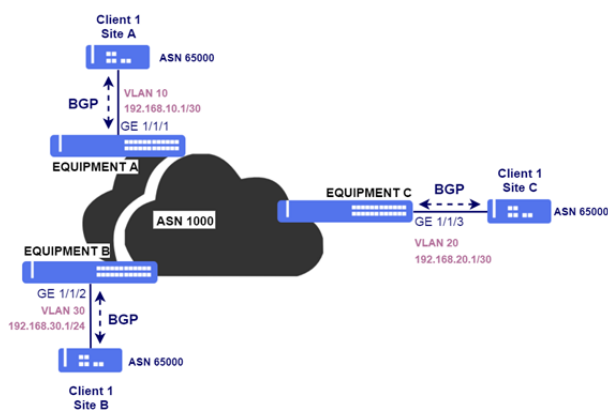 Client 1
Site A
ASN 65000
BGP
VLAN 10
192.168.10.1/30
GE 1/1/1
EQUIPMENT A
ASN 1000
EQUIPMENT C
BGP
Client 1
Site C
ASN 65000
GE 1/1/3
VLAN 20
192.168.20.1/30
EQUIPMENT B
GE 1/1/2
VLAN 30
192.168.30.1/24
BGP
ASN 65000
Client 1
Site B